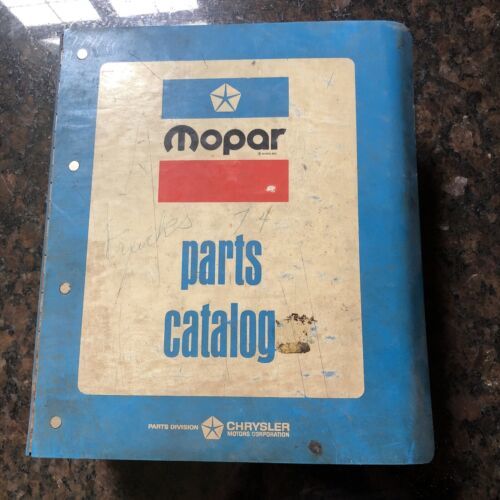 mopar
Trucks 74
parts
catalog
PARTS DIVISION CHRYSLER
MOTORS CORPORATION